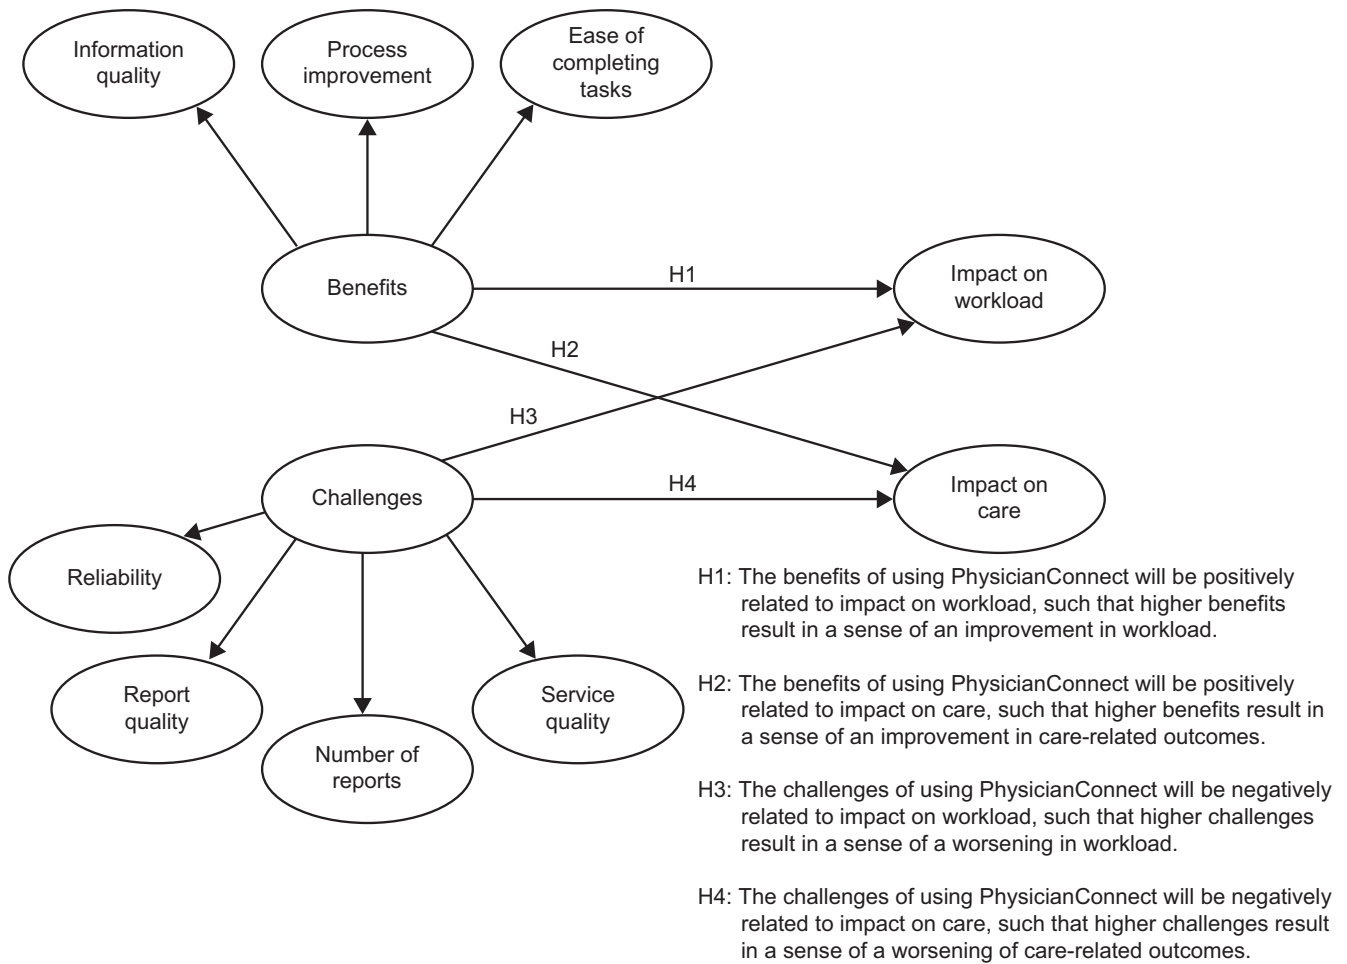 Information
quality
Process
improvement
Ease of
completing
tasks
Benefits
H1
Impact on
workload
H2
H3
Challenges
H4
Impact on
care
Reliability
Report
quality
Number of
reports
Service
quality
H1: The benefits of using PhysicianConnect will be positively
related to impact on workload, such that higher benefits
result in a sense of an improvement in workload.
H2: The benefits of using PhysicianConnect will be positively
related to impact on care, such that higher benefits result in
a sense of an improvement in care-related outcomes.
H3: The challenges of using PhysicianConnect will be negatively
related to impact on workload, such that higher challenges
result in a sense of a worsening in workload.
H4: The challenges of using PhysicianConnect will be negatively
related to impact on care, such that higher challenges result
in a sense of a worsening of care-related outcomes.